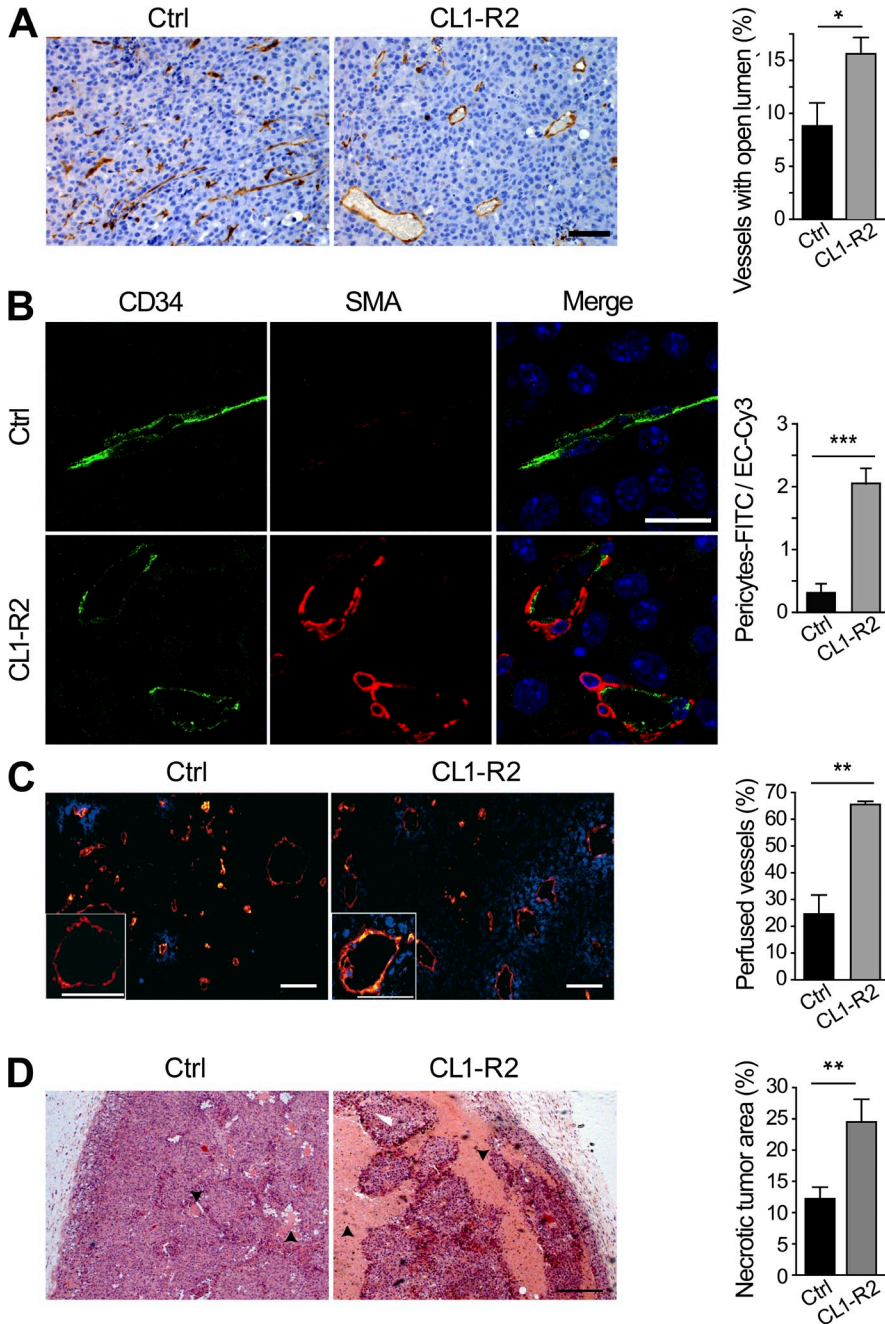 A
Ctrl
CL1-R2
Vessels with open lumen (%)
*
15
10
5
0
Ctrl
CL1-R2
B
CD34
SMA
Merge
Ctrl
CL1-R2
Pericytes-FITC / EC-Cy3
***
3
2
1
0
Ctrl
CL1-R2
C
Ctrl
CL1-R2
Perfused vessels (%)
**
70
60
50
40
30
20
10
0
Ctrl
CL1-R2
D
Ctrl
CL1-R2
Necrotic tumor area (%)
**
30
25
20
15
10
5
0
Ctrl
CL1-R2